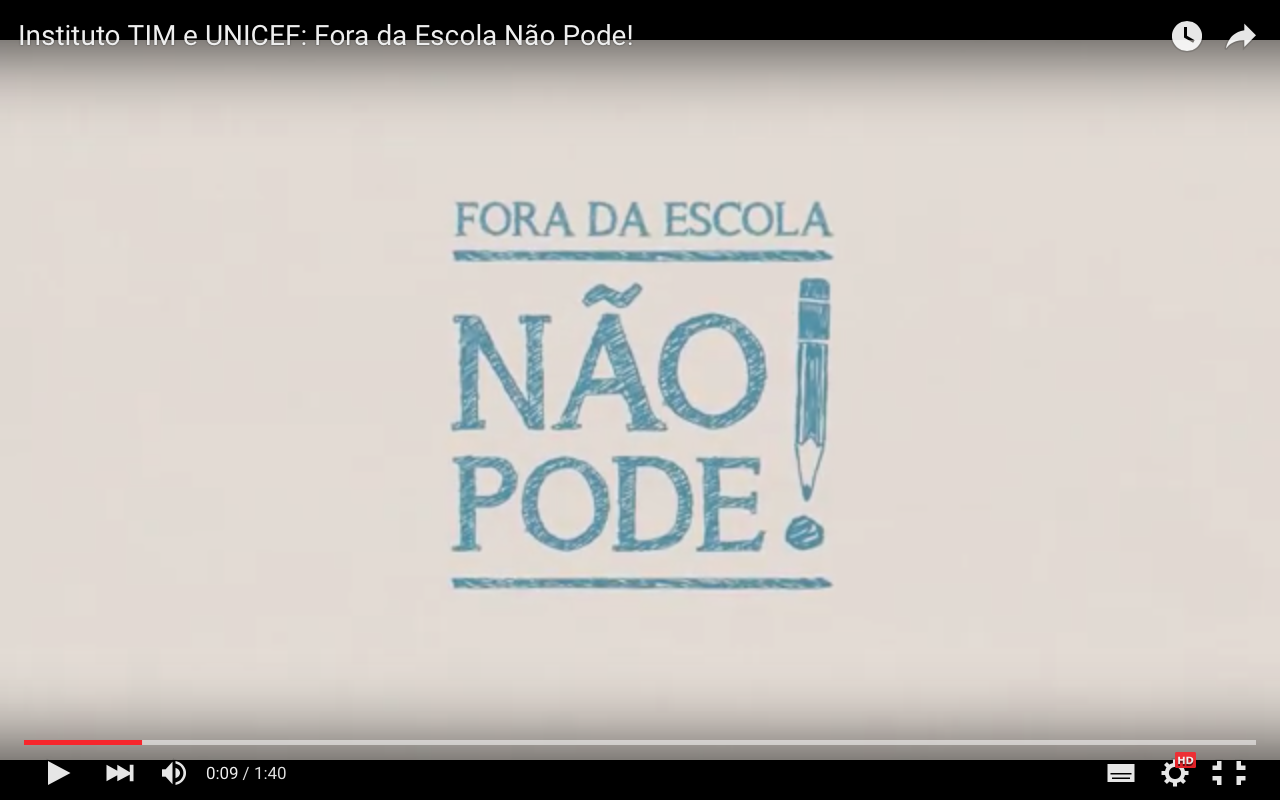 Instituto TIM e UNICEF: Fora da Escola Não Pode!
FORA DA ESCOLA
NÃO
PODE!
0:09 / 1:40
HD